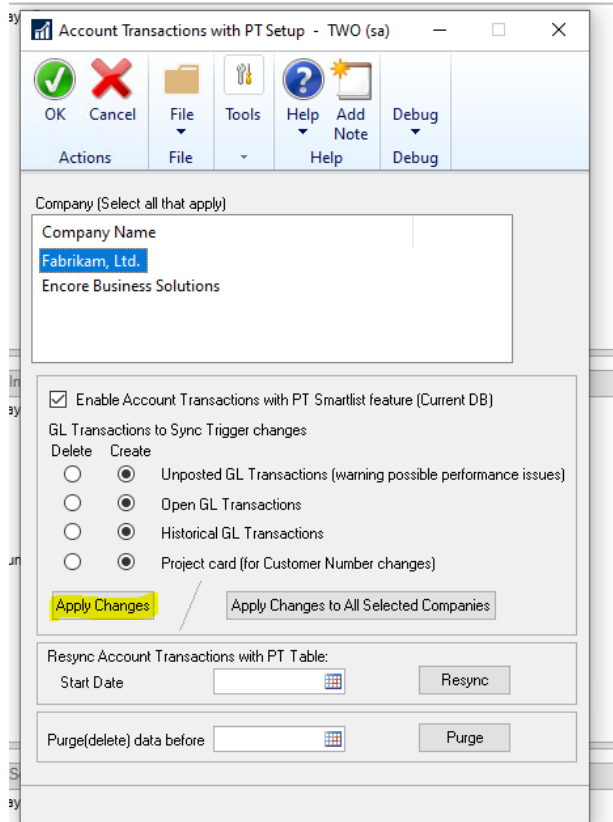 Account Transactions with PT Setup - TWO (sa)
OK Cancel File Tools Help Add Note Debug
Actions File Help Debug
Company (Select all that apply)
Company Name
Fabrikam, Ltd.
Encore Business Solutions
Enable Account Transactions with PT Smartlist feature (Current DB)
GL Transactions to Sync Trigger changes
Delete Create
Unposted GL Transactions (warning possible performance issues)
Open GL Transactions
Historical GL Transactions
Project card (for Customer Number changes)
Apply Changes Apply Changes to All Selected Companies
Resync Account Transactions with PT Table:
Start Date Resync
Purge(delete) data before Purge